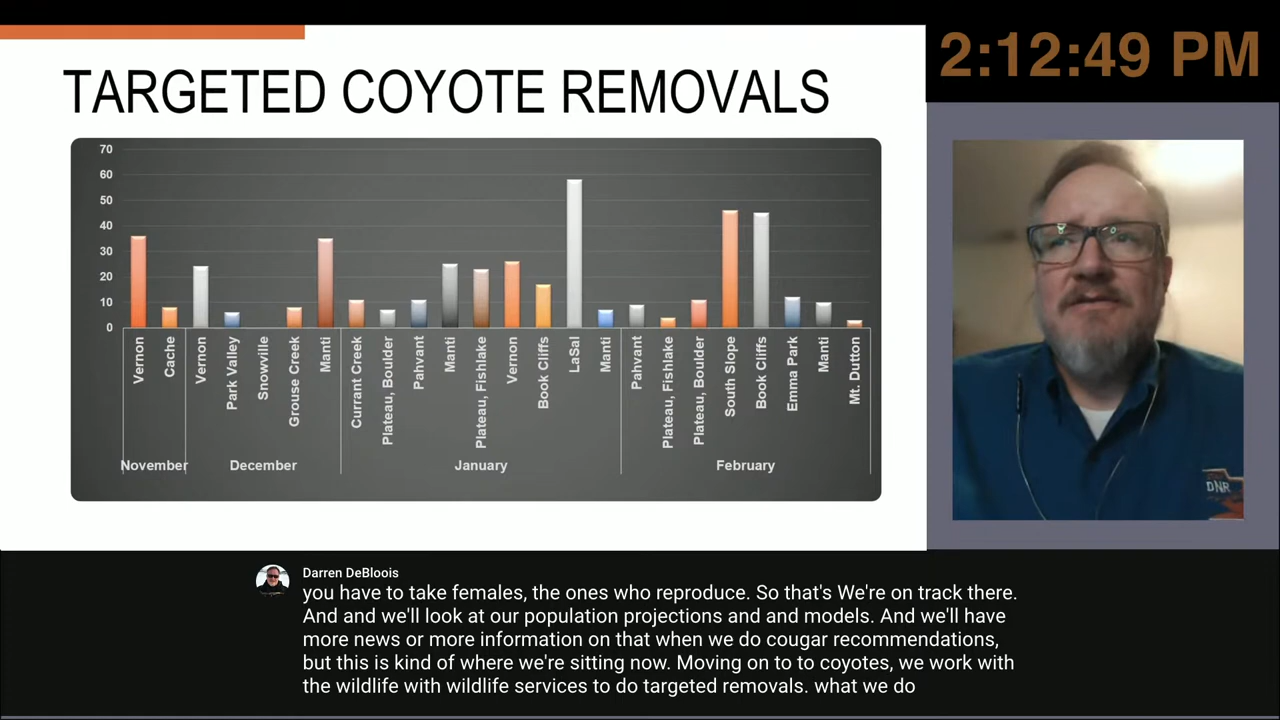 2:12:49 PM
TARGETED COYOTE REMOVALS
70
60
50
40
30
20
10
0
Vernon
Cache
Vernon
Park Valley
Snowville
Grouse Creek
Manti
Currant Creek
Plateau, Boulder
Pahvant
Manti
Plateau, Fishlake
Vernon
Book Cliffs
LaSal
Manti
Pahvant
Plateau, Fishlake
Plateau, Boulder
South Slope
Book Cliffs
Emma Park
Manti
Mt. Dutton
November
December
January
February
DNR
Darren DeBloois
you have to take females, the ones who reproduce. So that's We're on track there.
And and we'll look at our population projections and and models. And we'll have
more news or more information on that when we do cougar recommendations,
but this is kind of where we're sitting now. Moving on to to coyotes, we work with
the wildlife with wildlife services to do targeted removals. what we do